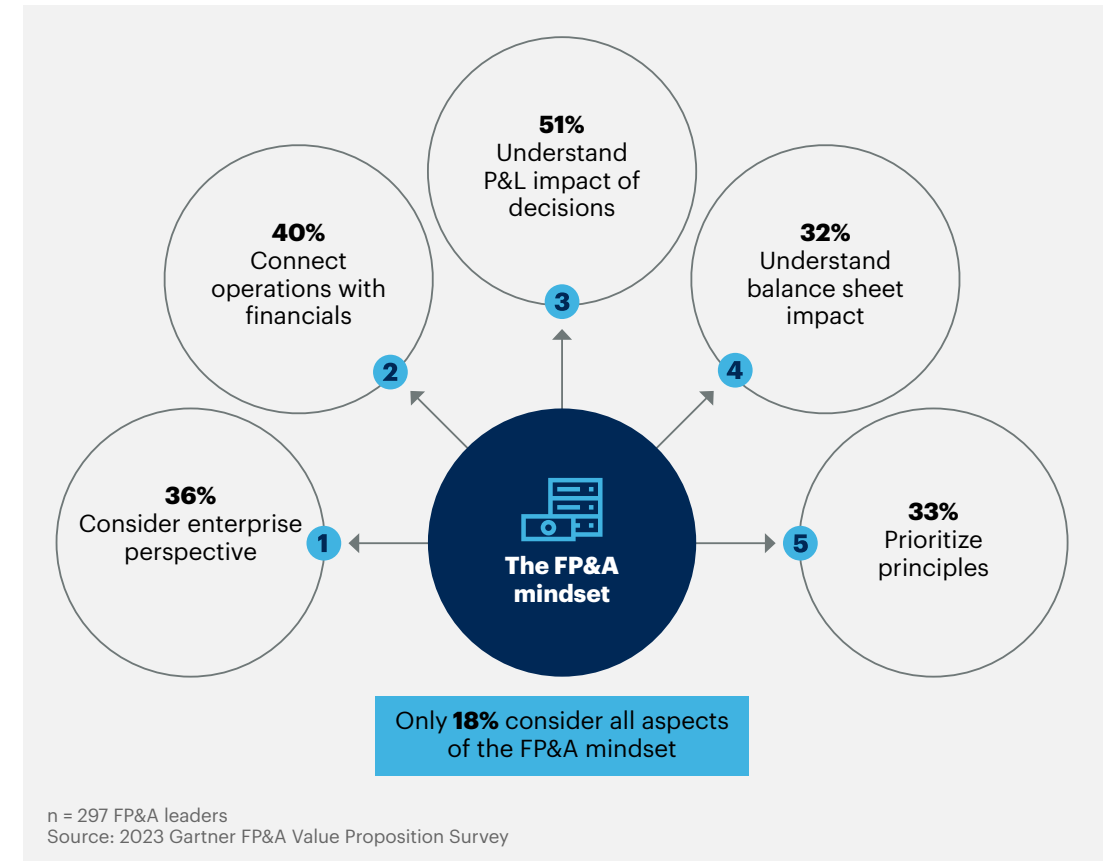 51%
Understand
P&L impact of
decisions
3
40%
Connect
operations with
financials
2
32%
Understand
balance sheet
impact
4
36%
Consider enterprise
perspective
1
33%
Prioritize
principles
5
The FP&A
mindset
Only 18% consider all aspects
of the FP&A mindset
n = 297 FP&A leaders
Source: 2023 Gartner FP&A Value Proposition Survey